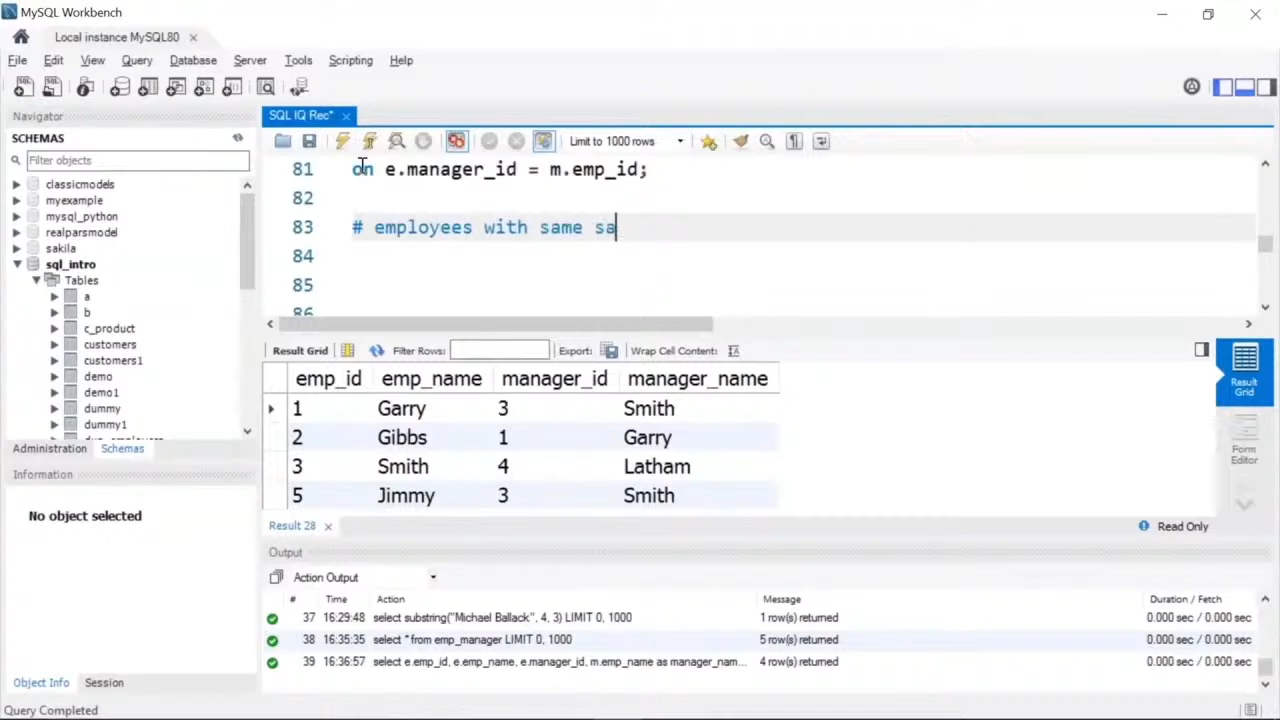 MySQL Workbench
Local instance MySQL80
File Edit View Query Database Server Tools Scripting Help
Navigator
SCHEMAS
Filter objects
classicmodels
myexample
mysql_python
realparsmodel
sakila
sql_intro
Tables
a
b
c_product
customers
customers1
demo
demo1
dummy
dummy1
Administration Schemas
Information
No object selected
Object Info Session
Query Completed
SQL IQ Rec*
Limit to 1000 rows
81 on e.manager_id = m.emp_id;
82
83 # employees with same sa
84
85
86
Result Grid Filter Rows: Export: Wrap Cell Content:
emp_id emp_name manager_id manager_name
1 Garry 3 Smith
2 Gibbs 1 Garry
3 Smith 4 Latham
5 Jimmy 3 Smith
Result Grid
Form Editor
Result 28
Read Only
Output
Action Output
# Time Action Message Duration / Fetch
37 16:29:48 select substring("Michael Ballack", 4, 3) LIMIT 0, 1000 1 row(s) returned 0.000 sec / 0.000 sec
38 16:35:35 select * from emp_manager LIMIT 0, 1000 5 row(s) returned 0.000 sec / 0.000 sec
39 16:36:57 select e.emp_id, e.emp_name, e.manager_id, m.emp_name as manager_nam... 4 row(s) returned 0.000 sec / 0.000 sec